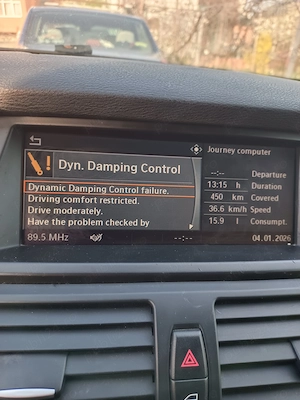 Dyn. Damping Control
Dynamic Damping Control failure.
Driving comfort restricted.
Drive moderately.
Have the problem checked by
Journey computer
--:-- Departure
13:15 h Duration
450 km Covered
36.6 km/h Speed
15.9 l Consumpt.
89.5 MHz --:-- 04.01.2026